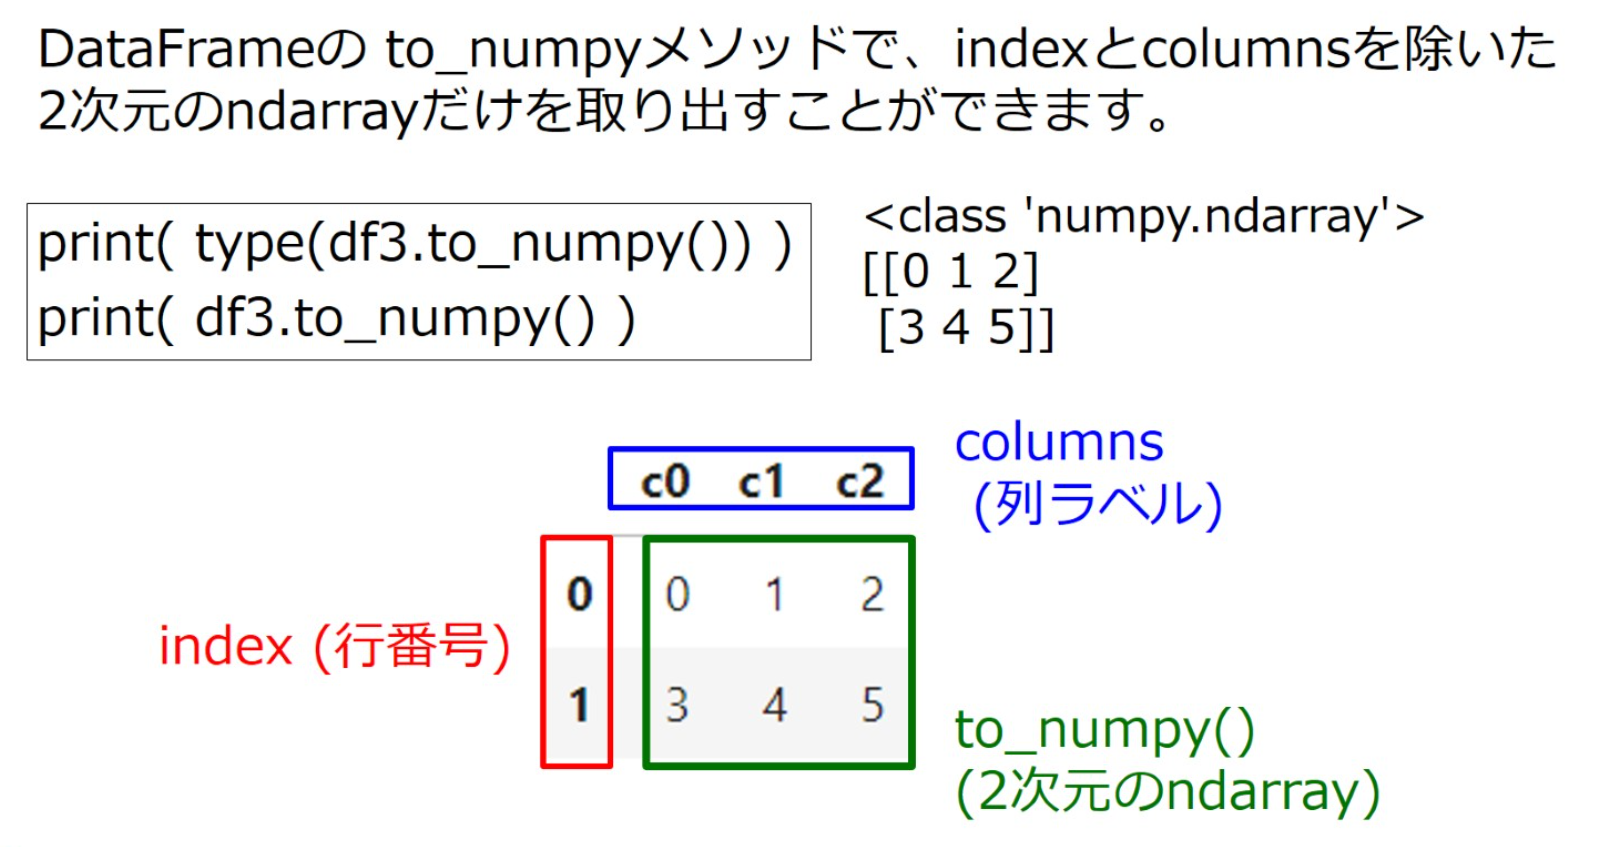 DataFrameの to_numpyメソッドで、indexとcolumnsを除いた
2次元のndarrayだけを取り出すことができます。
print( type(df3.to_numpy()) )
print( df3.to_numpy() )
<class 'numpy.ndarray'>
[[0 1 2]
 [3 4 5]]
columns
(列ラベル)
c0 c1 c2
0 0 1 2
index (行番号)
1 3 4 5
to_numpy()
(2次元のndarray)